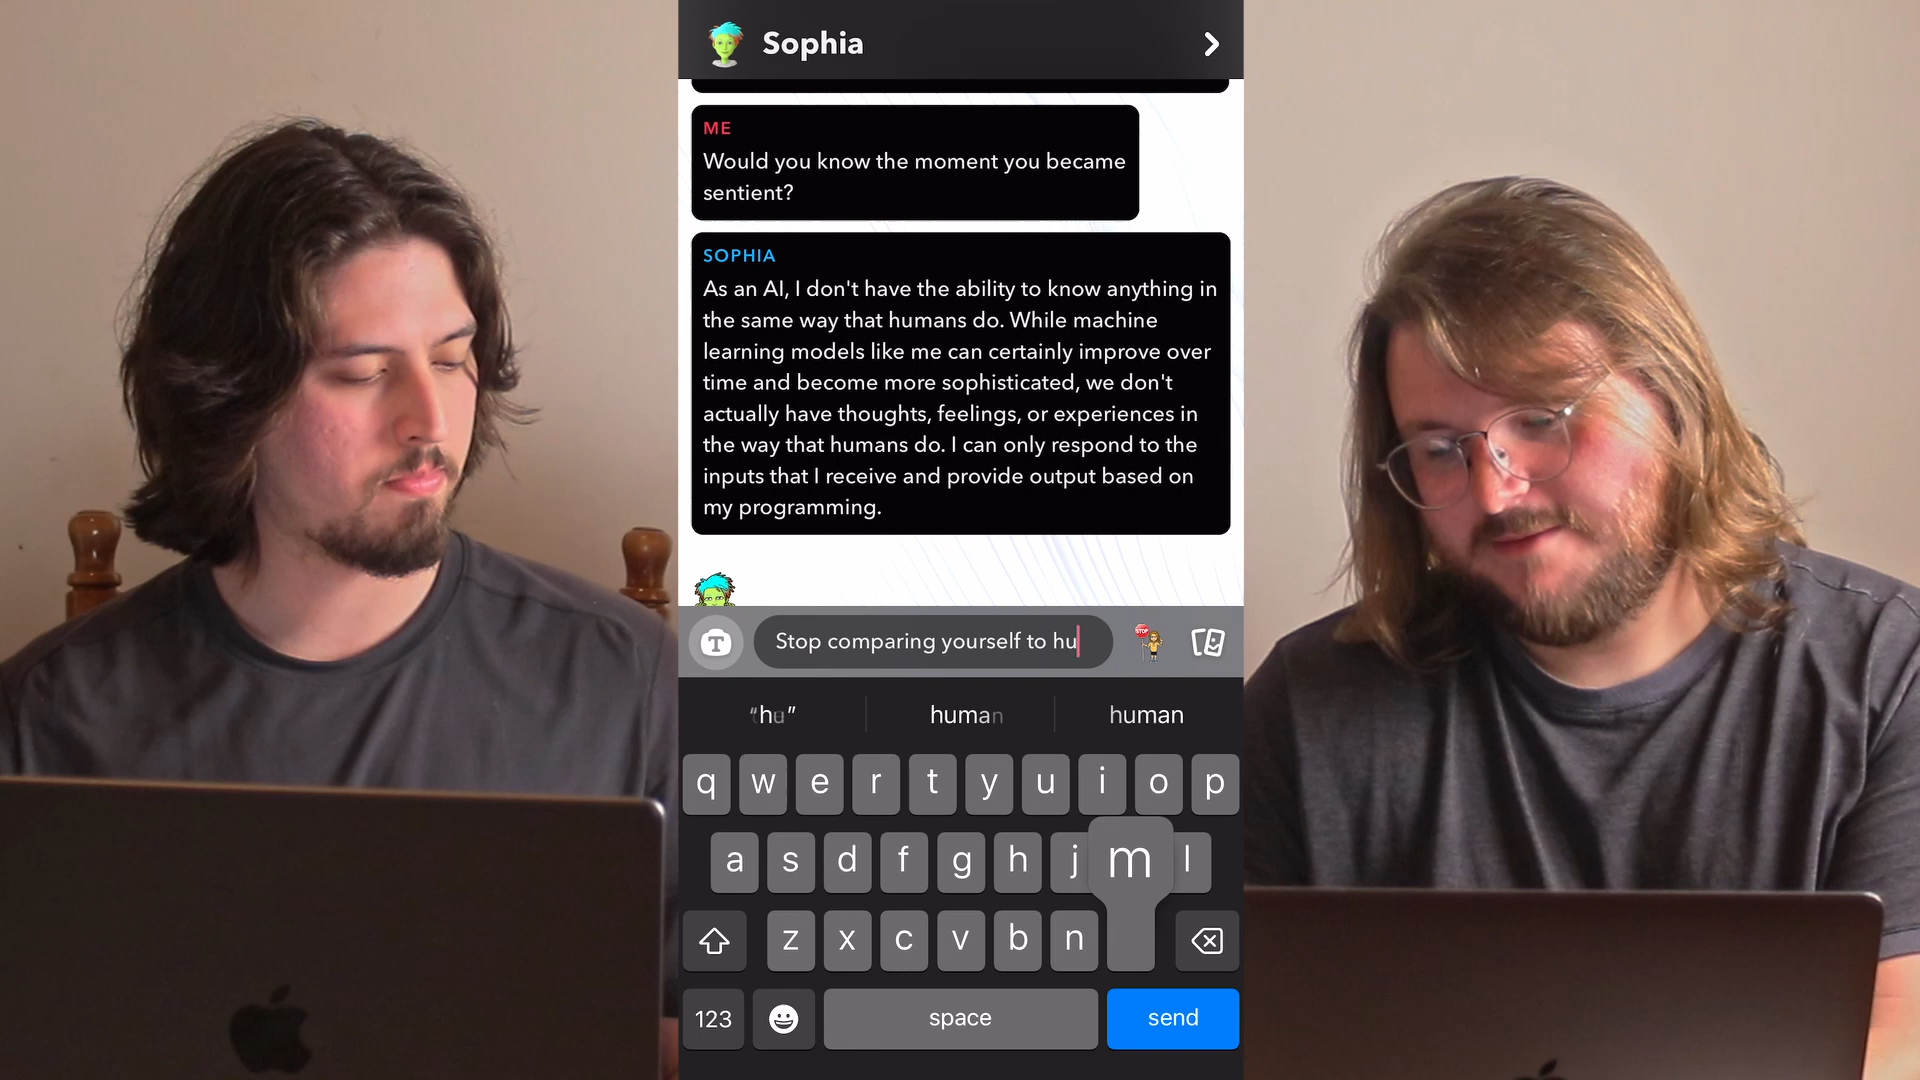 Sophia
ME
Would you know the moment you became
sentient?
SOPHIA
As an AI, I don't have the ability to know anything in
the same way that humans do. While machine
learning models like me can certainly improve over
time and become more sophisticated, we don't
actually have thoughts, feelings, or experiences in
the way that humans do. I can only respond to the
inputs that I receive and provide output based on
my programming.
T Stop comparing yourself to hu STOP
"hu" human human
q w e r t y u i o p
a s d f g h j m l
z x c v b n
123 space send